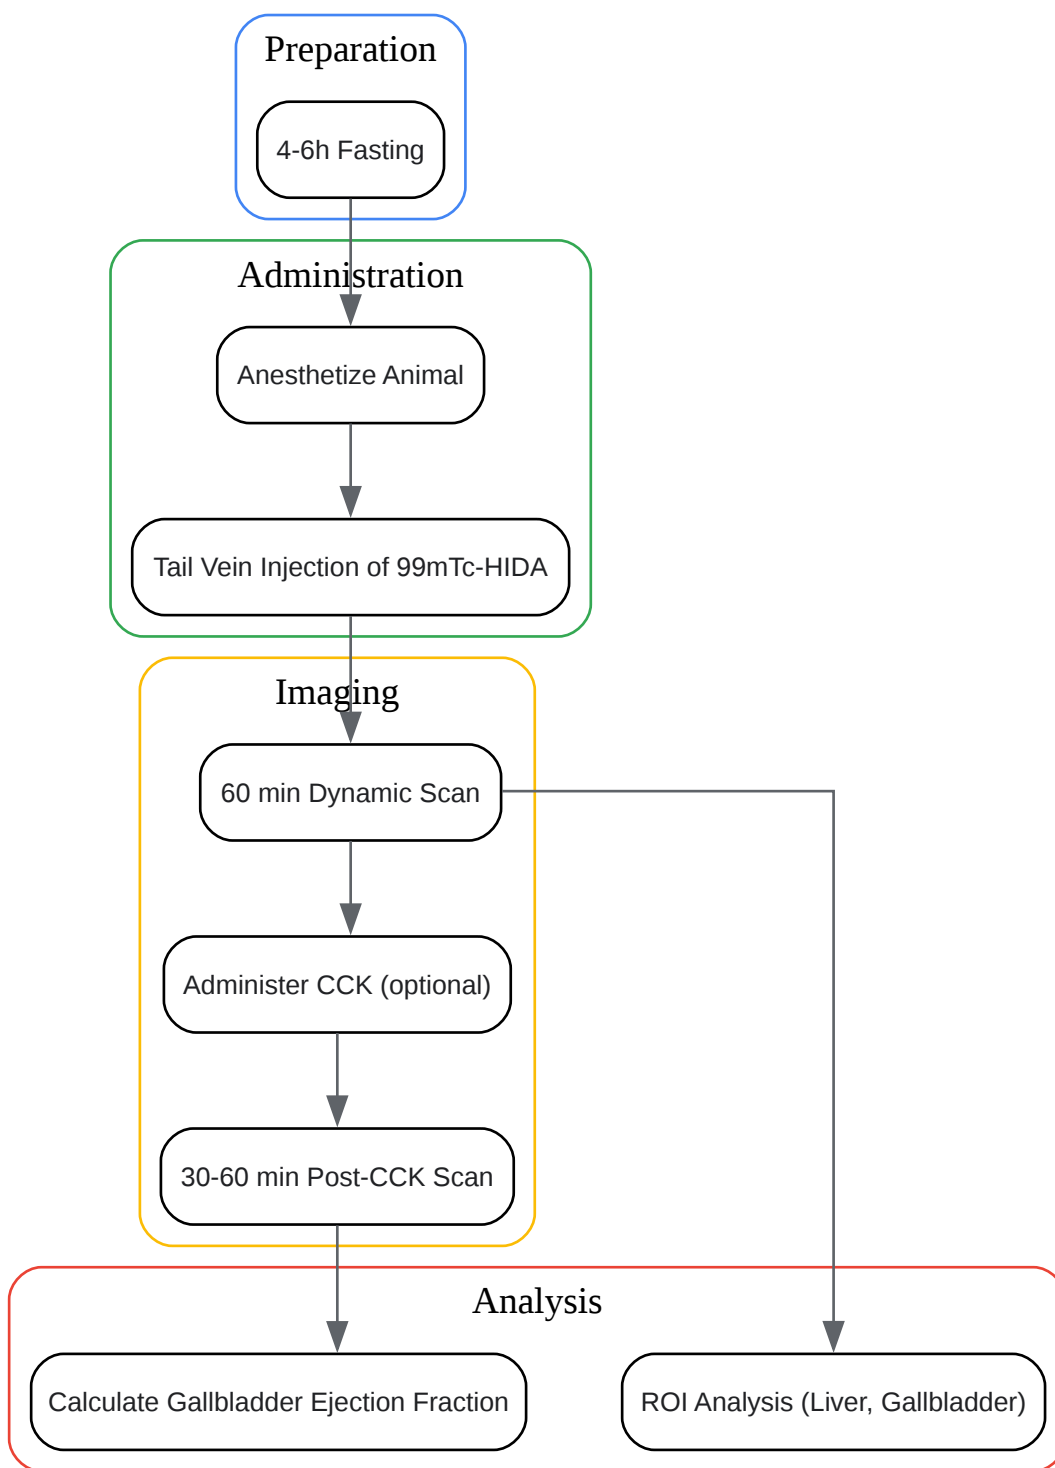 Preparation
4-6h Fasting
Administration
Anesthetize Animal
Tail Vein Injection of 99mTc-HIDA
Imaging
60 min Dynamic Scan
Administer CCK (optional)
30-60 min Post-CCK Scan
Analysis
Calculate Gallbladder Ejection Fraction
ROI Analysis (Liver, Gallbladder)